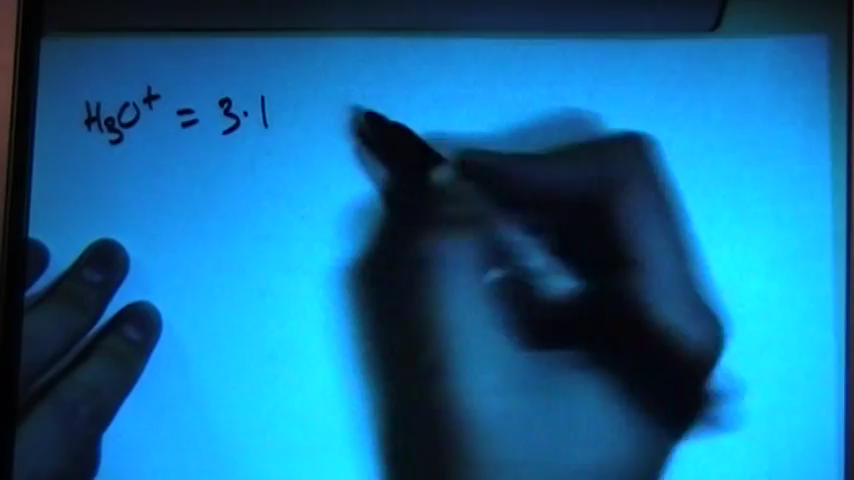 H₃O⁺ = 3.1